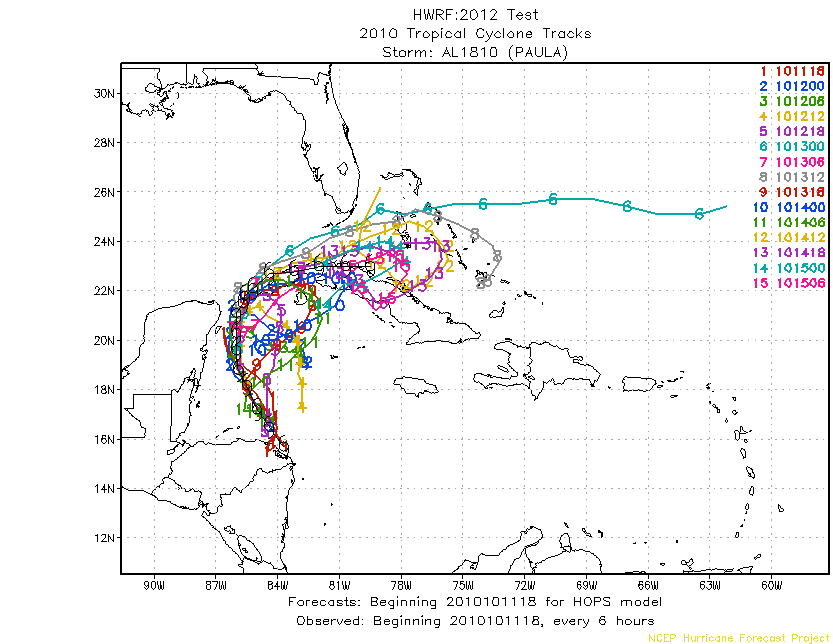 HWRF:2012 Test
2010 Tropical Cyclone Tracks
Storm: AL1810 (PAULA)
1 101118
2 101200
3 101206
4 101212
5 101218
6 101300
7 101306
8 101312
9 101318
10 101400
11 101406
12 101412
13 101418
14 101500
15 101506
30N
28N
26N
24N
22N
20N
18N
16N
14N
12N
90W 87W 84W 81W 78W 75W 72W 69W 66W 63W 60W
Forecasts: Beginning 2010101118 for HOPS model
Observed: Beginning 2010101118, every 6 hours
NCEP Hurricane Forecast Project